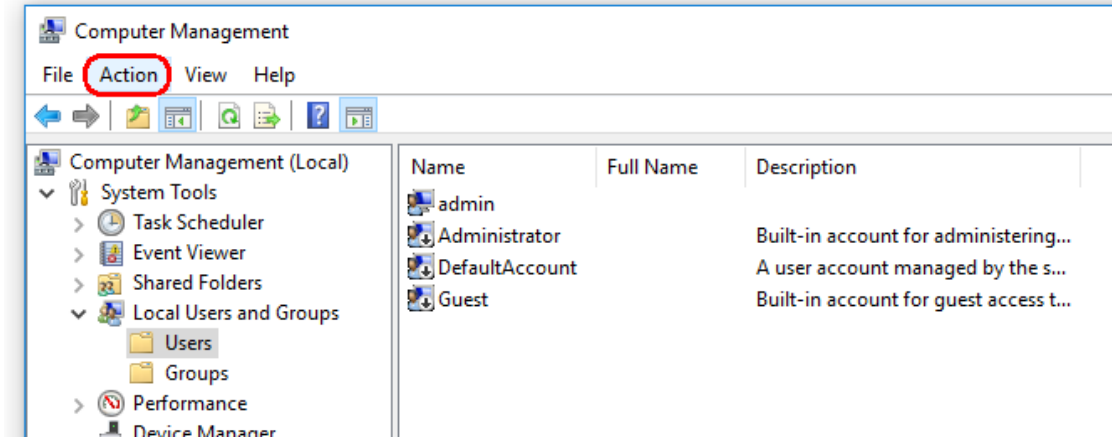 Computer Management
File Action View Help
Computer Management (Local)
System Tools
Task Scheduler
Event Viewer
Shared Folders
Local Users and Groups
Users
Groups
Performance
Device Manager
Name Full Name Description
admin
Administrator Built-in account for administering...
DefaultAccount A user account managed by the s...
Guest Built-in account for guest access t...